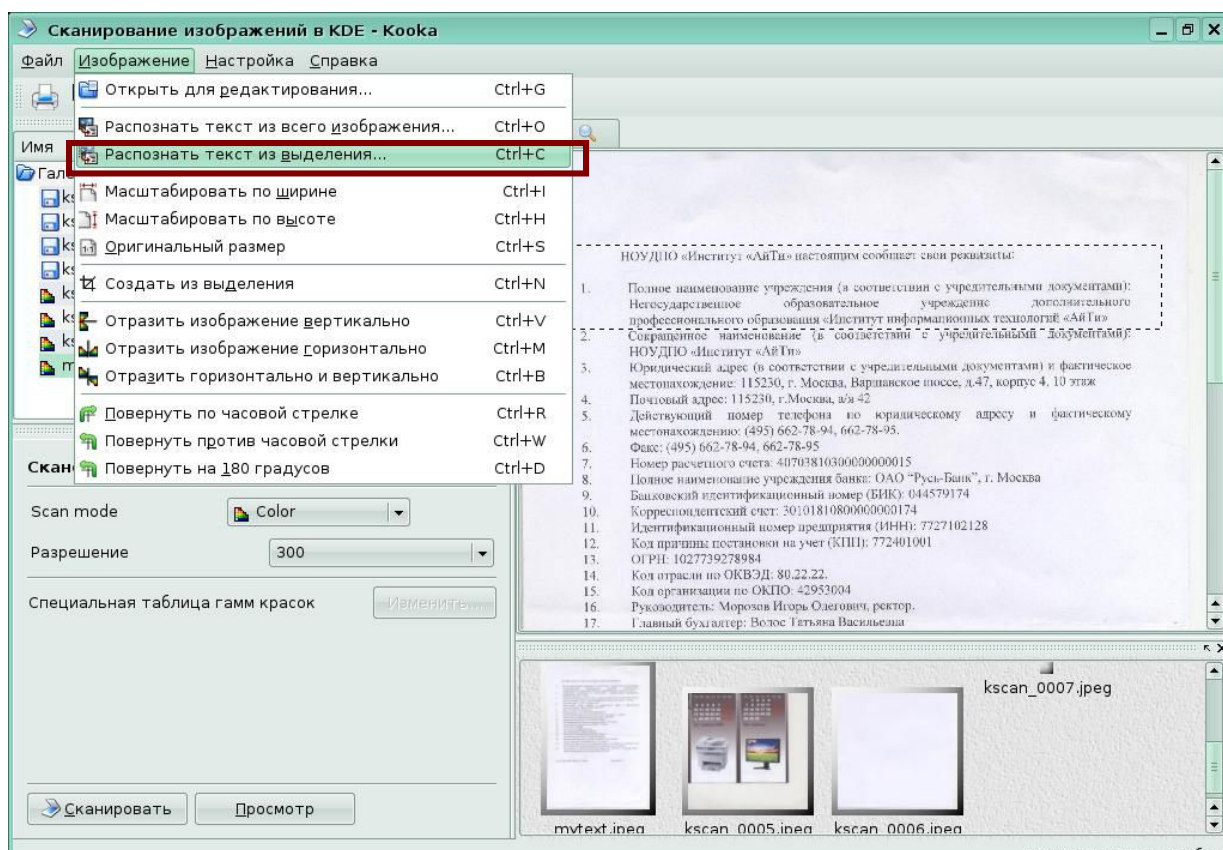 Сканирование изображений в KDE - Kooka
Файл Изображение Настройка Справка
Открыть для редактирования... Ctrl+G
Распознать текст из всего изображения... Ctrl+O
Распознать текст из выделения... Ctrl+C
Масштабировать по ширине Ctrl+I
Масштабировать по высоте Ctrl+H
Оригинальный размер Ctrl+S
Создать из выделения Ctrl+N
Отразить изображение вертикально Ctrl+V
Отразить изображение горизонтально Ctrl+M
Отразить горизонтально и вертикально Ctrl+B
Повернуть по часовой стрелке Ctrl+R
Повернуть против часовой стрелки Ctrl+W
Повернуть на 180 градусов Ctrl+D
Имя
Scan mode Color
Разрешение 300
Специальная таблица гамм красок Изменить...
Сканировать Просмотр
НОУДПО «Институт «АйТи» настоящим сообщает свои реквизиты:
1. Полное наименование учреждения (в соответствии с учредительными документами):
Негосударственное образовательное учреждение дополнительного
профессионального образования «Институт информационных технологий «АйТи»
2. Сокращенное наименование (в соответствии с учредительными документами):
НОУДПО «Институт «АйТи»
3. Юридический адрес (в соответствии с учредительными документами) и фактическое
местонахождение: 115230, г. Москва, Варшавское шоссе, д.47, корпус 4, 10 этаж
4. Почтовый адрес: 115230, г.Москва, а/я 42
5. Действующий номер телефона по юридическому адресу и фактическому
местонахождению: (495) 662-78-94, 662-78-95.
6. Факс: (495) 662-78-94, 662-78-95
7. Номер расчетного счета: 40703810300000000015
8. Полное наименование учреждения банка: ОАО “Русь-Банк”, г. Москва
9. Банковский идентификационный номер (БИК): 044579174
10. Корреспондентский счет: 30101810800000000174
11. Идентификационный номер предприятия (ИНН): 7727102128
12. Код причины постановки на учет (КПП): 772401001
13. ОГРН: 1027739278984
14. Код отрасли по ОКВЭД: 80.22.22.
15. Код организации по ОКПО: 42953004
16. Руководитель: Морозов Игорь Олегович, ректор.
17. Главный бухгалтер: Волос Татьяна Васильевна
kscan_0007.jpeg
mytext.jpeg kscan_0005.jpeg kscan_0006.jpeg